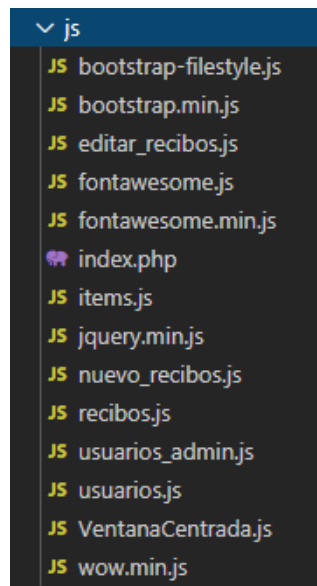 js
JS bootstrap-filestyle.js
JS bootstrap.min.js
JS editar_recibos.js
JS fontawesome.js
JS fontawesome.min.js
index.php
JS items.js
JS jquery.min.js
JS nuevo_recibos.js
JS recibos.js
JS usuarios_admin.js
JS usuarios.js
JS VentanaCentrada.js
JS wow.min.js